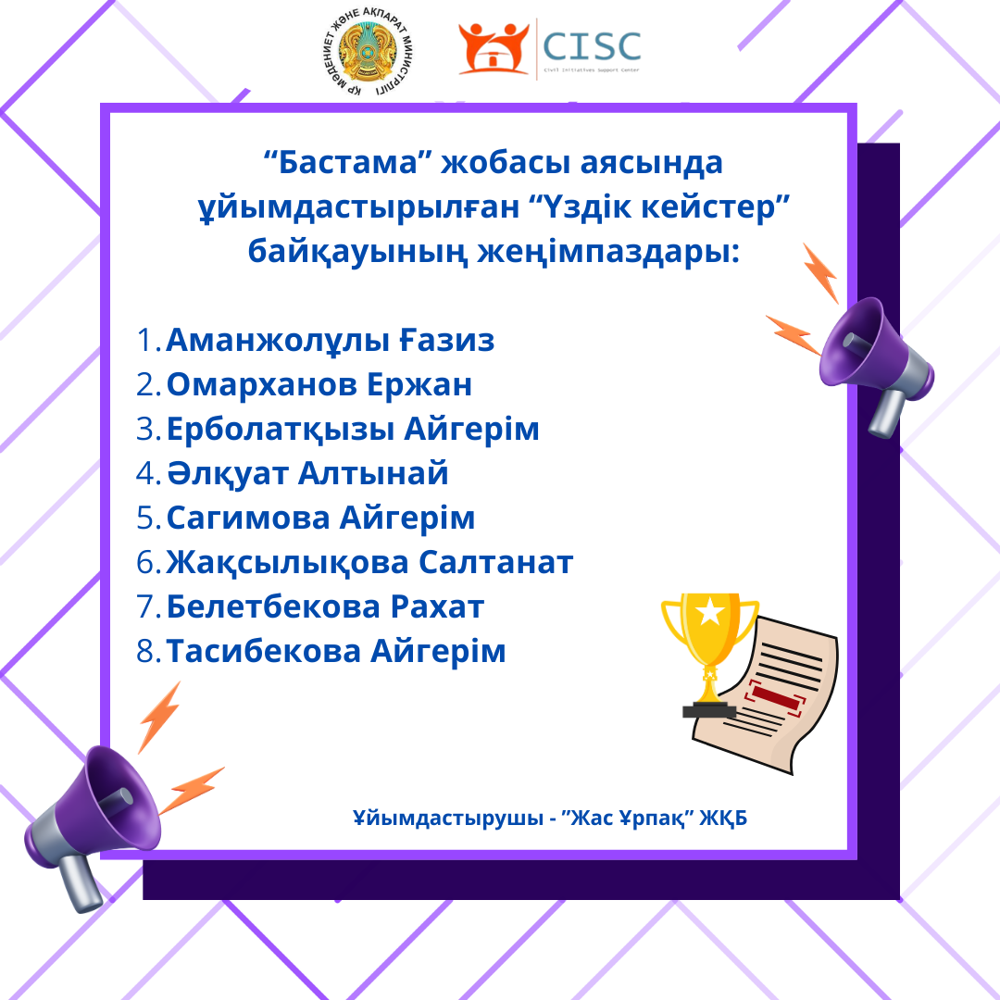 ҚР МӘДЕНИЕТ ЖӘНЕ АҚПАРАТ МИНИСТРЛІГІ
CISC
Civil Initiatives Support Center
“Бастама” жобасы аясында
ұйымдастырылған “Үздік кейстер”
байқауының жеңімпаздары:
1. Аманжолұлы Ғазиз
2. Омарханов Ержан
3. Ерболатқызы Айгерім
4. Әлқуат Алтынай
5. Сагимова Айгерім
6. Жақсылықова Салтанат
7. Белетбекова Рахат
8. Тасибекова Айгерім
Ұйымдастырушы - ”Жас Ұрпақ” ЖҚБ